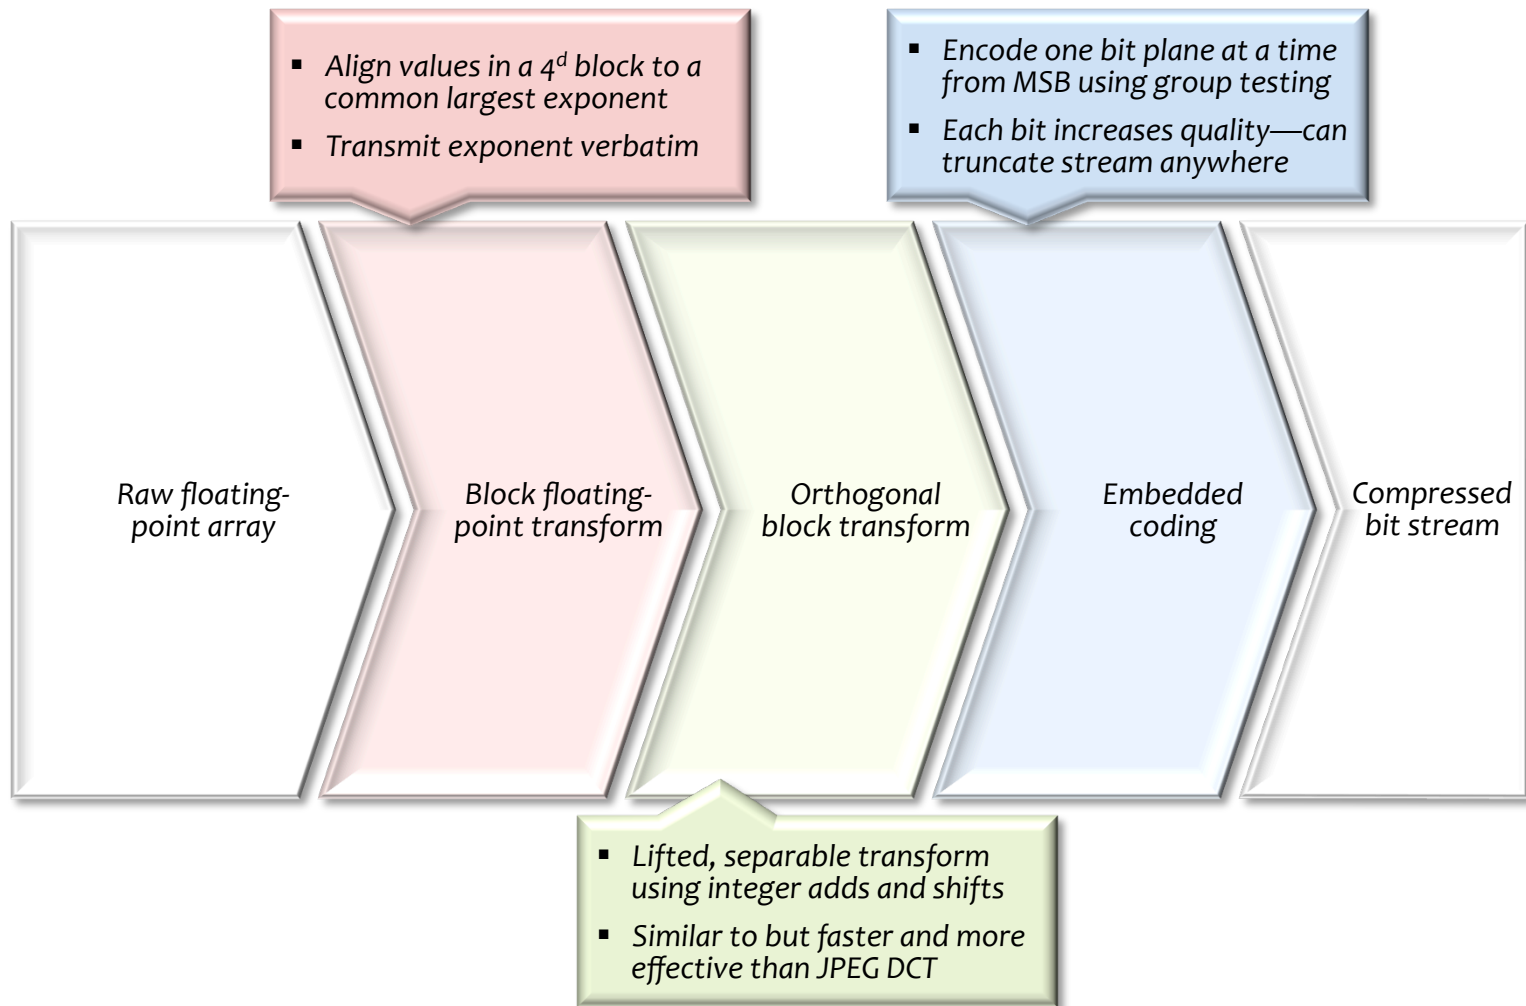 ▪ Align values in a 4ᵈ block to a
common largest exponent
▪ Transmit exponent verbatim
▪ Encode one bit plane at a time
from MSB using group testing
▪ Each bit increases quality—can
truncate stream anywhere
Raw floating-
point array
Block floating-
point transform
Orthogonal
block transform
Embedded
coding
Compressed
bit stream
▪ Lifted, separable transform
using integer adds and shifts
▪ Similar to but faster and more
effective than JPEG DCT